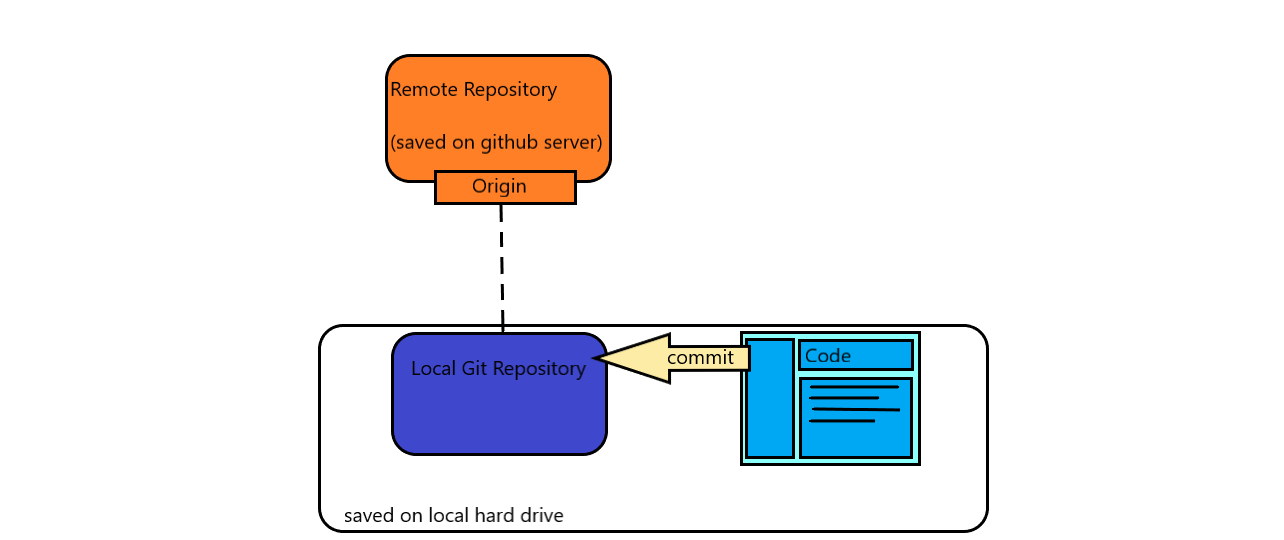 Remote Repository
(saved on github server)
Origin
Local Git Repository
commit
Code
saved on local hard drive